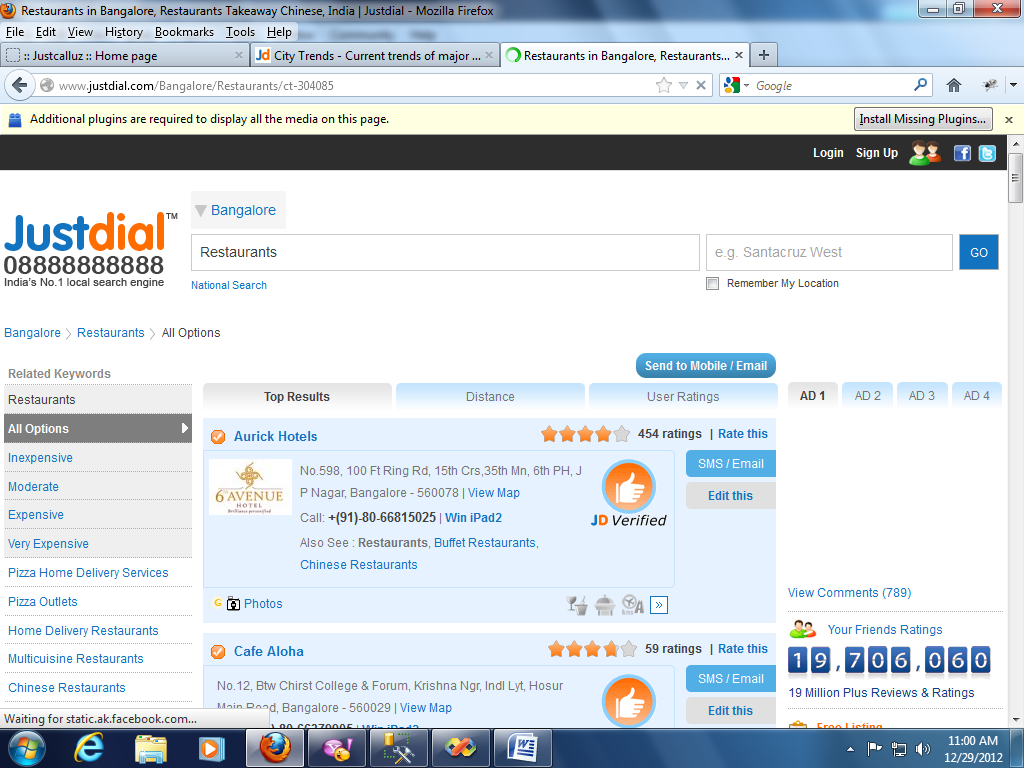 Restaurants in Bangalore, Restaurants Takeaway Chinese, India | Justdial - Mozilla Firefox
File Edit View History Bookmarks Tools Help
:: Justcalluz :: Home page
Jd City Trends - Current trends of major ...
Restaurants in Bangalore, Restaurants...
www.justdial.com/Bangalore/Restaurants/ct-304085
Google
Additional plugins are required to display all the media on this page.
Install Missing Plugins...
Login Sign Up
Bangalore
Justdial™
08888888888
India's No.1 local search engine
Restaurants
e.g. Santacruz West
GO
National Search
Remember My Location
Bangalore > Restaurants > All Options
Related Keywords
Restaurants
All Options
Inexpensive
Moderate
Expensive
Very Expensive
Pizza Home Delivery Services
Pizza Outlets
Home Delivery Restaurants
Multicuisine Restaurants
Chinese Restaurants
Send to Mobile / Email
Top Results Distance User Ratings
Aurick Hotels
454 ratings | Rate this
6th AVENUE
HOTEL
No.598, 100 Ft Ring Rd, 15th Crs,35th Mn, 6th PH, J
P Nagar, Bangalore - 560078 | View Map
Call: +(91)-80-66815025 | Win iPad2
Also See : Restaurants, Buffet Restaurants,
Chinese Restaurants
JD Verified
SMS / Email
Edit this
G Photos
»
Cafe Aloha
59 ratings | Rate this
No.12, Btw Chirst College & Forum, Krishna Ngr, Indl Lyt, Hosur
Main Road, Bangalore - 560029 | View Map
SMS / Email
Edit this
AD 1 AD 2 AD 3 AD 4
View Comments (789)
Your Friends Ratings
19,706,060
19 Million Plus Reviews & Ratings
Free Listing
Waiting for static.ak.facebook.com...
11:00 AM
12/29/2012